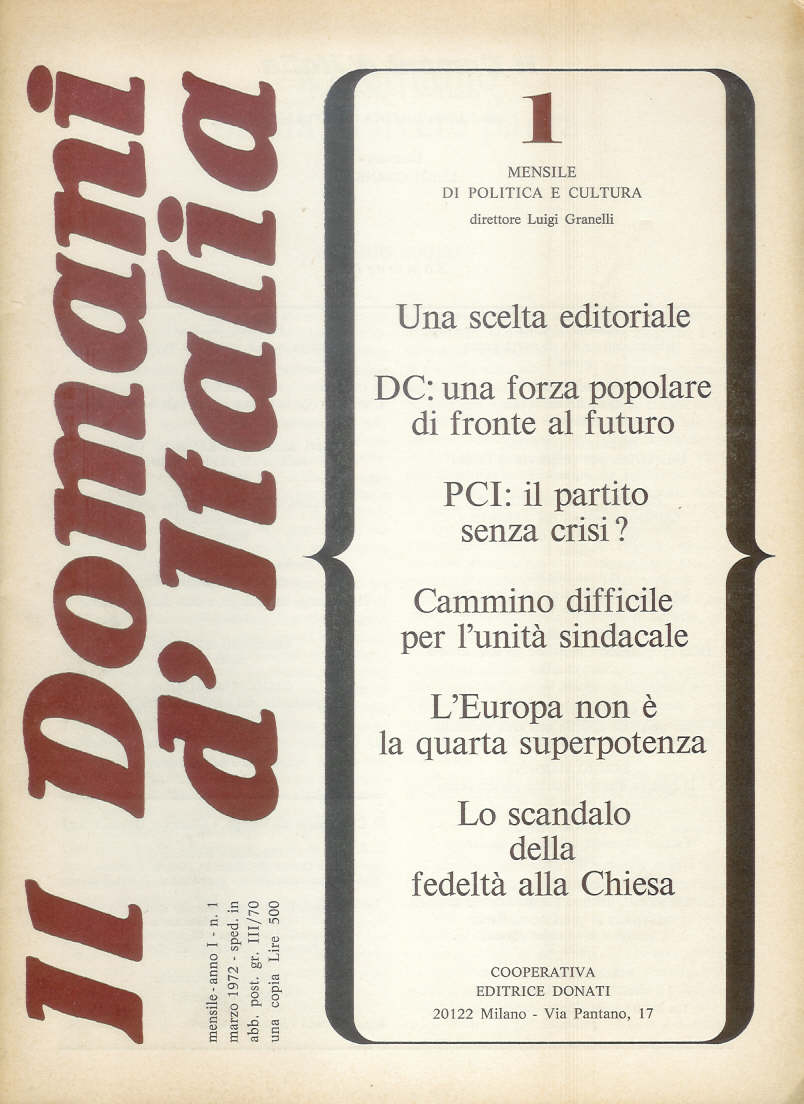 Il Domani
d'Italia
mensile - anno I - n. 1
marzo 1972 - sped. in
abb. post. gr. III/70
una copia Lire 500
1
MENSILE
DI POLITICA E CULTURA
direttore Luigi Granelli
Una scelta editoriale
DC: una forza popolare
di fronte al futuro
PCI: il partito
senza crisi?
Cammino difficile
per l'unità sindacale
L'Europa non è
la quarta superpotenza
Lo scandalo
della
fedeltà alla Chiesa
COOPERATIVA
EDITRICE DONATI
20122 Milano - Via Pantano, 17